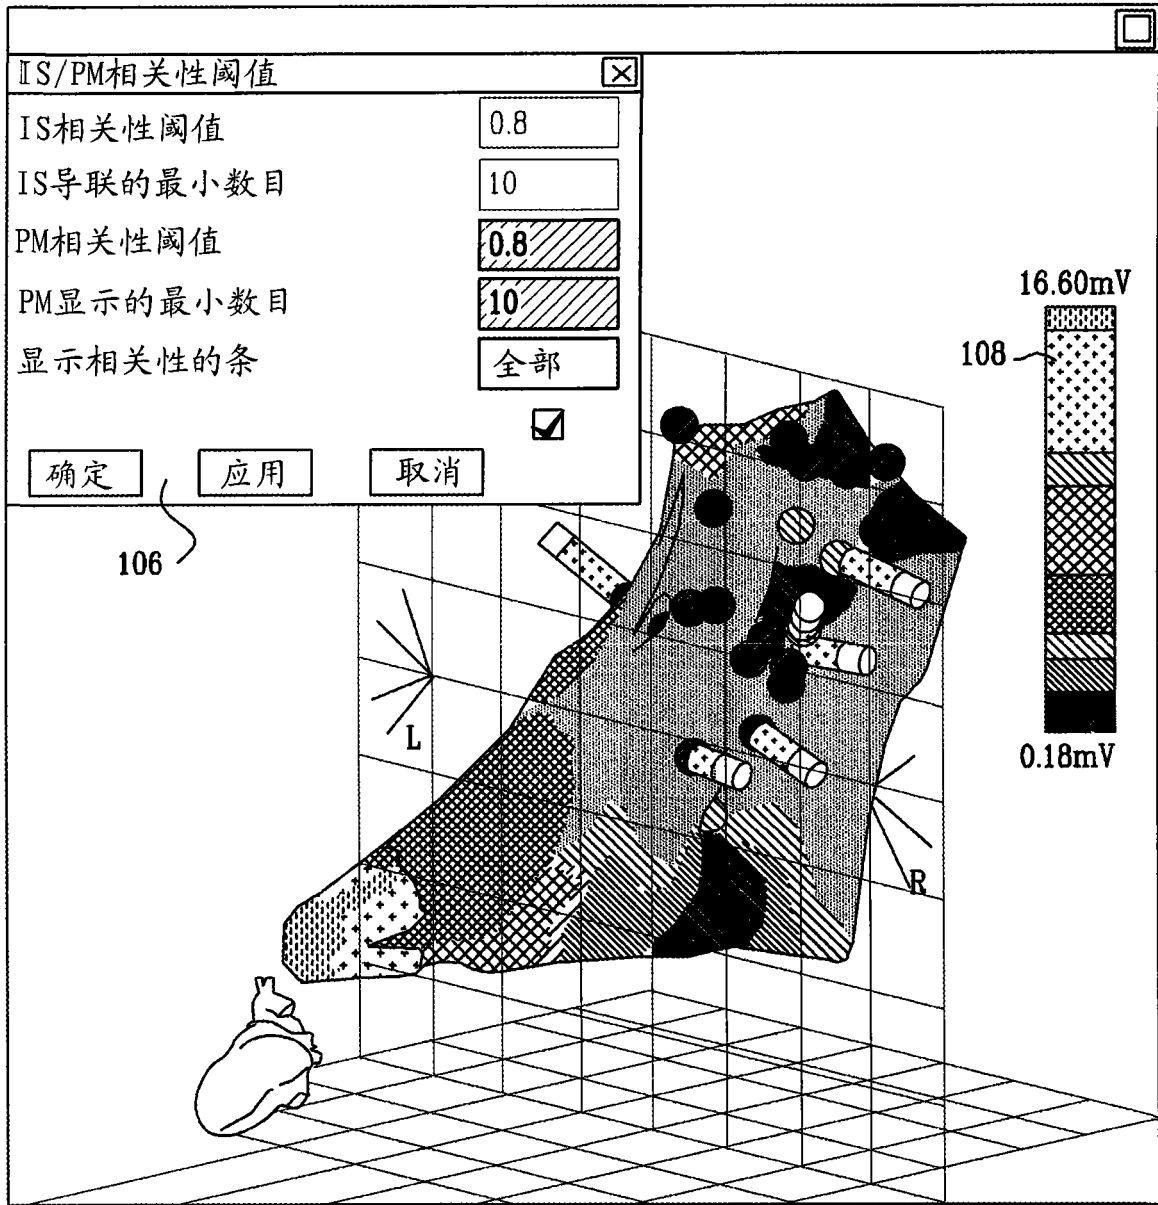 IS/PM相关性阈值
IS相关性阈值 0.8
IS导联的最小数目 10
PM相关性阈值 0.8
PM显示的最小数目 10
显示相关性的条 全部
确定 应用 取消
106
16.60mV
108
0.18mV
L
R